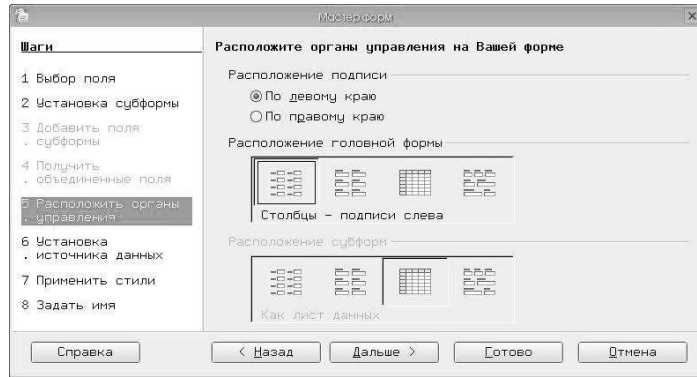 Мастер форм
Шаги
1 Выбор поля
2 Установка субформы
3 Добавить поля
. субформы
4 Получить
. объединенные поля
5 Расположить органы
. управления
6 Установка
. источника данных
7 Применить стили
8 Задать имя
Расположите органы управления на Вашей форме
Расположение подписи
По левому краю
По правому краю
Расположение головной формы
Столбцы - подписи слева
Расположение субформ
Как лист данных
Справка
< Назад
Дальше >
Готово
Отмена